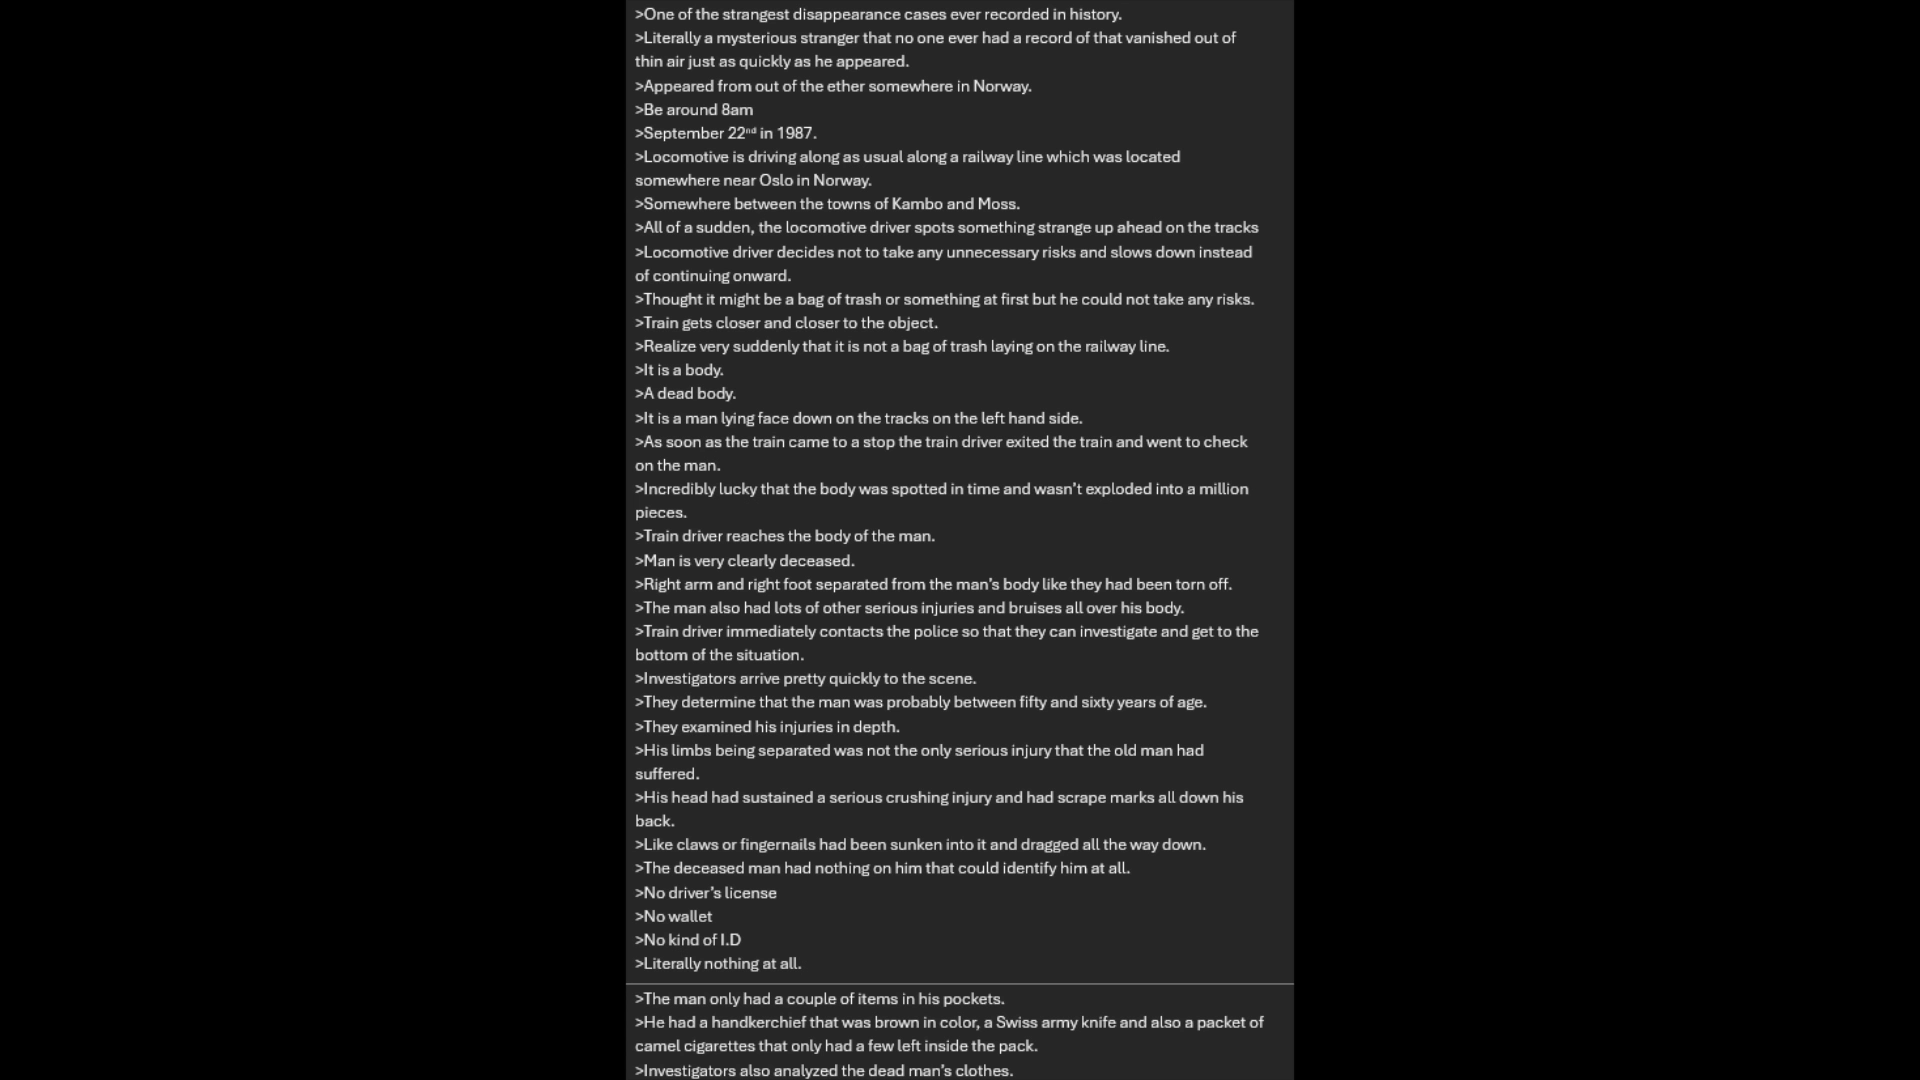 >One of the strangest disappearance cases ever recorded in history.
>Literally a mysterious stranger that no one ever had a record of that vanished out of
thin air just as quickly as he appeared.
>Appeared from out of the ether somewhere in Norway.
>Be around 8am
>September 22nd in 1987.
>Locomotive is driving along as usual along a railway line which was located
somewhere near Oslo in Norway.
>Somewhere between the towns of Kambo and Moss.
>All of a sudden, the locomotive driver spots something strange up ahead on the tracks
>Locomotive driver decides not to take any unnecessary risks and slows down instead
of continuing onward.
>Thought it might be a bag of trash or something at first but he could not take any risks.
>Train gets closer and closer to the object.
>Realize very suddenly that it is not a bag of trash laying on the railway line.
>It is a body.
>A dead body.
>It is a man lying face down on the tracks on the left hand side.
>As soon as the train came to a stop the train driver exited the train and went to check
on the man.
>Incredibly lucky that the body was spotted in time and wasn't exploded into a million
pieces.
>Train driver reaches the body of the man.
>Man is very clearly deceased.
>Right arm and right foot separated from the man's body like they had been torn off.
>The man also had lots of other serious injuries and bruises all over his body.
>Train driver immediately contacts the police so that they can investigate and get to the
bottom of the situation.
>Investigators arrive pretty quickly to the scene.
>They determine that the man was probably between fifty and sixty years of age.
>They examined his injuries in depth.
>His limbs being separated was not the only serious injury that the old man had
suffered.
>His head had sustained a serious crushing injury and had scrape marks all down his
back.
>Like claws or fingernails had been sunken into it and dragged all the way down.
>The deceased man had nothing on him that could identify him at all.
>No driver's license
>No wallet
>No kind of I.D
>Literally nothing at all.
>The man only had a couple of items in his pockets.
>He had a handkerchief that was brown in color, a Swiss army knife and also a packet of
camel cigarettes that only had a few left inside the pack.
>Investigators also analyzed the dead man's clothes.